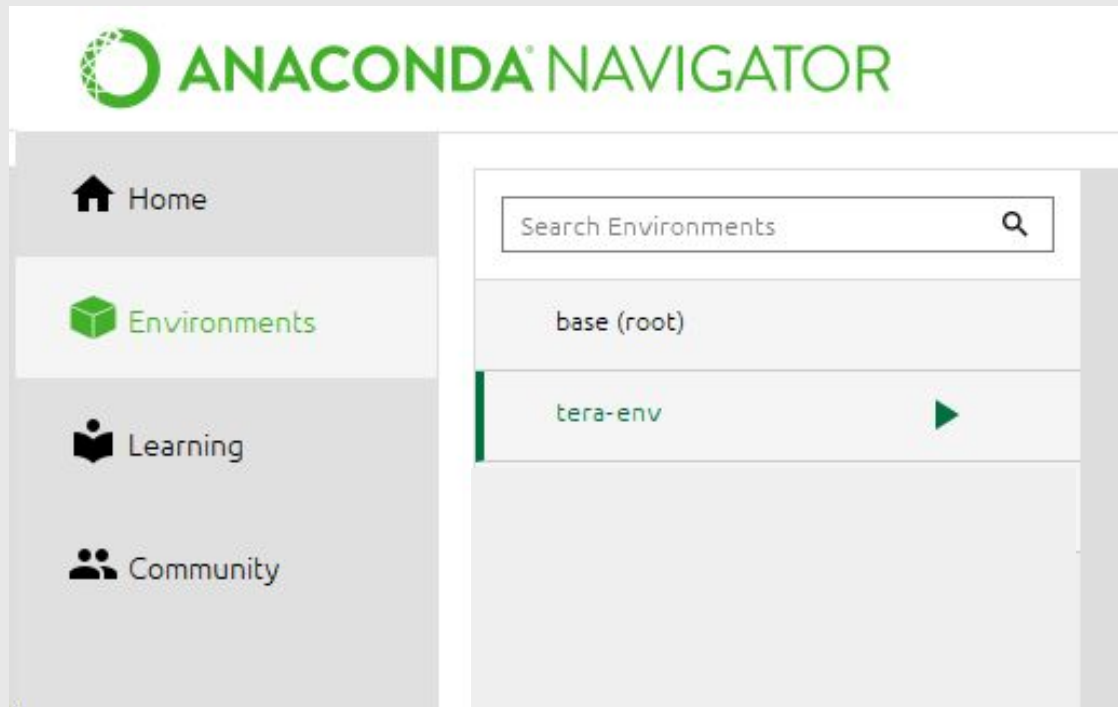 ANACONDA NAVIGATOR
Home
Environments
Learning
Community
Search Environments
base (root)
tera-env